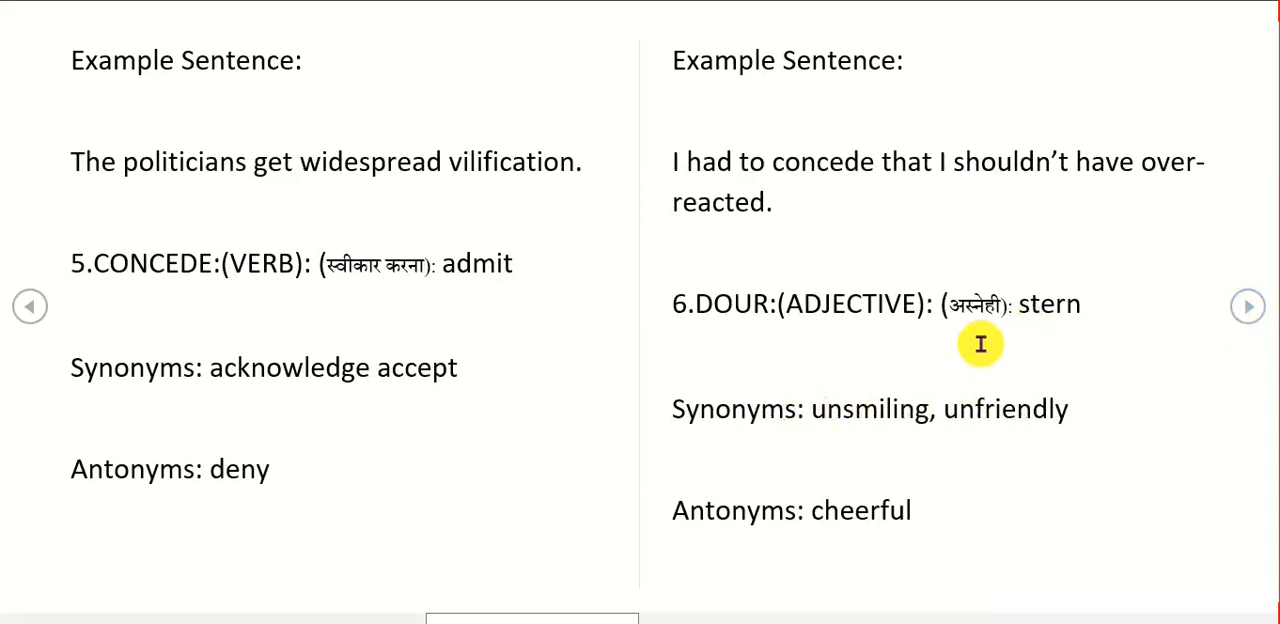 Example Sentence:
The politicians get widespread vilification.
5.CONCEDE:(VERB): (स्वीकार करना): admit
Synonyms: acknowledge accept
Antonyms: deny
Example Sentence:
I had to concede that I shouldn’t have over-
reacted.
6.DOUR:(ADJECTIVE): (अस्नेही): stern
Synonyms: unsmiling, unfriendly
Antonyms: cheerful